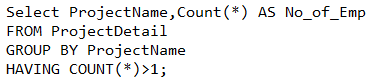 Select ProjectName,Count(*) AS No_of_Emp
FROM ProjectDetail
GROUP BY ProjectName
HAVING COUNT(*)>1;